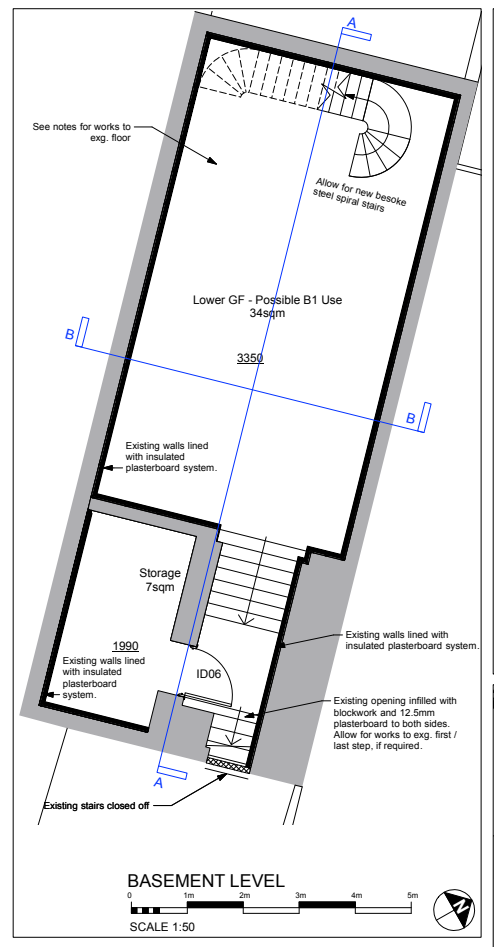 A
See notes for works to
exg. floor
Allow for new besoke
steel spiral stairs
Lower GF - Possible B1 Use
34sqm
3350
B
B
Existing walls lined
with insulated
plasterboard system.
Storage
7sqm
1990
Existing walls lined
with insulated
plasterboard
system.
ID06
Existing walls lined with
insulated plasterboard system.
Existing opening infilled with
blockwork and 12.5mm
plasterboard to both sides.
Allow for works to exg. first /
last step, if required.
A
Existing stairs closed off
BASEMENT LEVEL
0 1m 2m 3m 4m 5m
SCALE 1:50
N